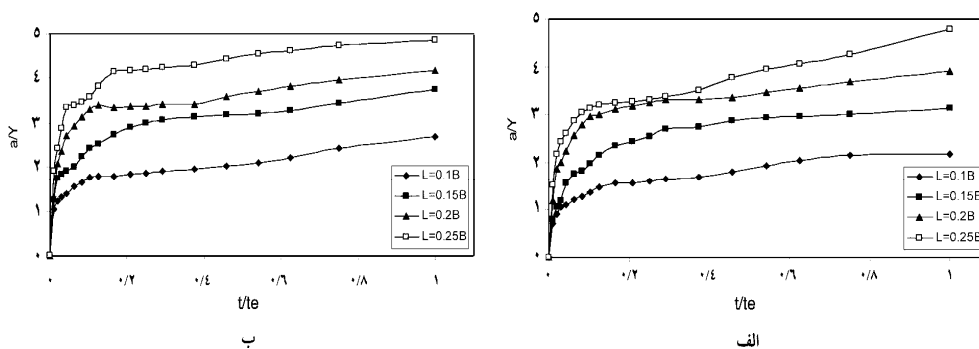 a/Y
۵
۴
۳
۲
۱
۰
L=0.1B
L=0.15B
L=0.2B
L=0.25B
۰ ۰/۲ ۰/۴ ۰/۶ ۰/۸ ۱
t/te
ب
a/Y
۵
۴
۳
۲
۱
۰
L=0.1B
L=0.15B
L=0.2B
L=0.25B
۰ ۰/۲ ۰/۴ ۰/۶ ۰/۸ ۱
t/te
الف